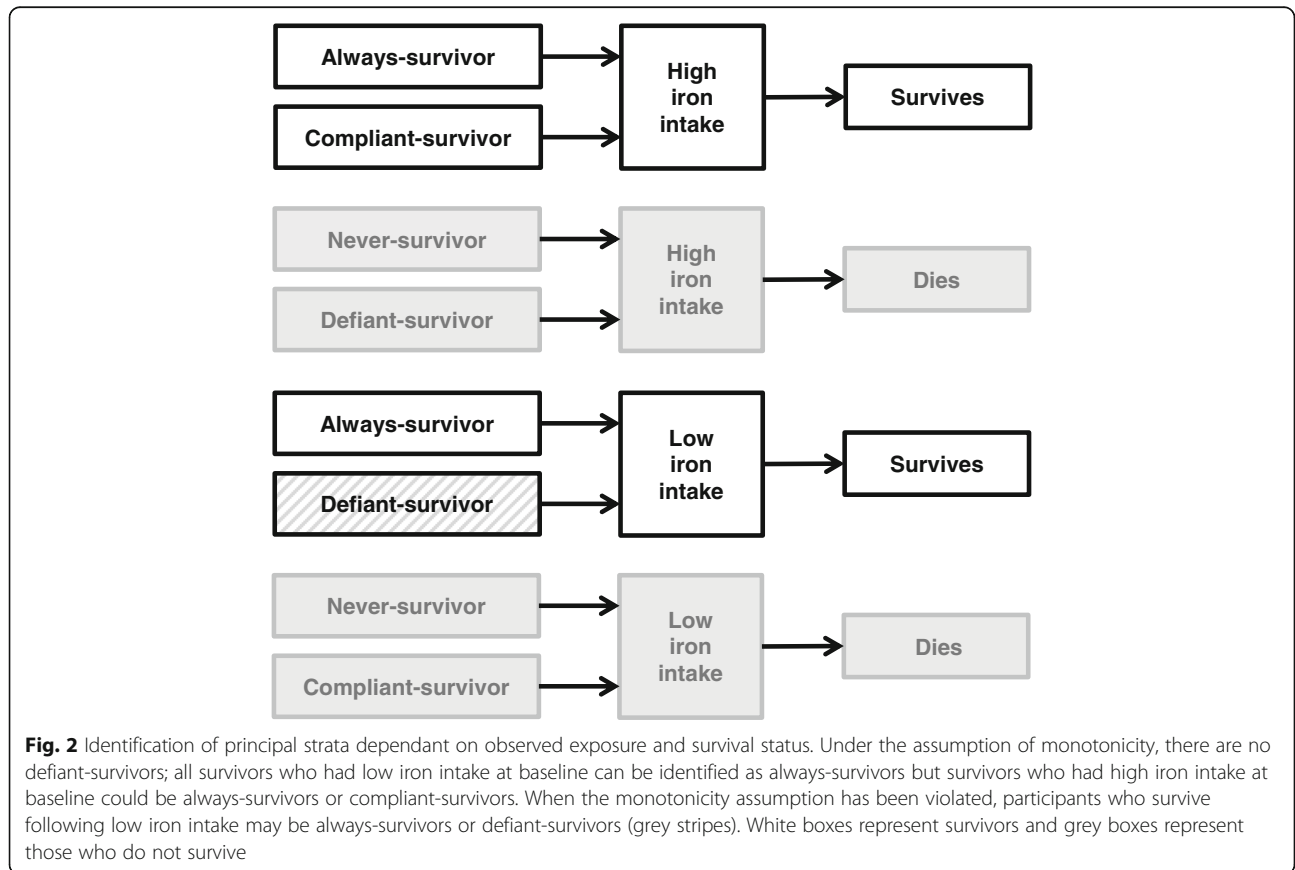 Always-survivor
Compliant-survivor
High
iron
intake
Survives
Never-survivor
Defiant-survivor
High
iron
intake
Dies
Always-survivor
Defiant-survivor
Low
iron
intake
Survives
Never-survivor
Compliant-survivor
Low
iron
intake
Dies
Fig. 2 Identification of principal strata dependant on observed exposure and survival status. Under the assumption of monotonicity, there are no
defiant-survivors; all survivors who had low iron intake at baseline can be identified as always-survivors but survivors who had high iron intake at
baseline could be always-survivors or compliant-survivors. When the monotonicity assumption has been violated, participants who survive
following low iron intake may be always-survivors or defiant-survivors (grey stripes). White boxes represent survivors and grey boxes represent
those who do not survive